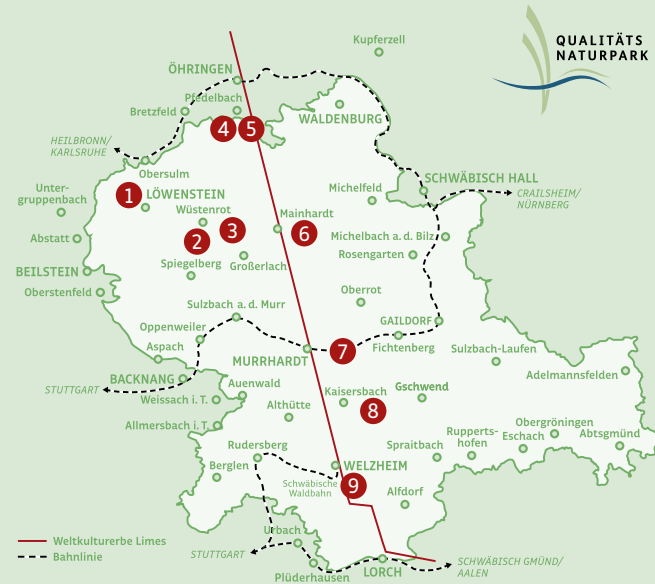 Kupferzell
QUALITÄTS
NATURPARK
ÖHRINGEN
Pfedelbach
Bretzfeld
WALDENBURG
4
5
HEILBRONN/
KARLSRUHE
Obersulm
SCHWÄBISCH HALL
1
LÖWENSTEIN
Michelfeld
CRAILSHEIM/
NÜRNBERG
Unter-
gruppenbach
Wüstenrot
Mainhardt
2
3
6
Abstatt
Michelbach a. d. Bilz
Rosengarten
BEILSTEIN
Spiegelberg
Großerlach
Oberstenfeld
Oberrot
Sulzbach a. d. Murr
GAILDORF
Oppenweiler
Aspach
MURRHARDT
7
Fichtenberg
Sulzbach-Laufen
Adelmannsfelden
BACKNANG
STUTTGART
Auenwald
Weissach i. T.
Kaisersbach
Gschwend
Althütte
8
Allmersbach i. T.
Obergröningen
Rupperts-
hofen
Eschach
Abtsgmünd
Rudersberg
Spraitbach
Berglen
WELZHEIM
Schwäbische
Waldbahn
9
Alfdorf
Urbach
Weltkulturerbe Limes
Bahnlinie
STUTTGART
Plüderhausen
LORCH
SCHWÄBISCH GMÜND/
AALEN